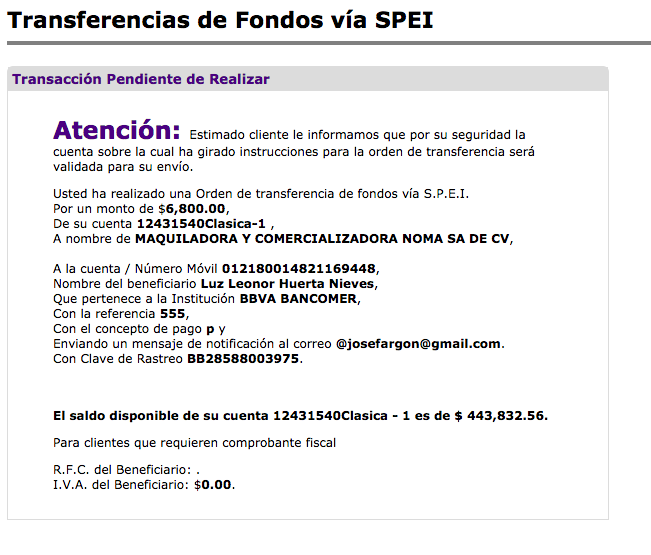 Transferencias de Fondos vía SPEI
Transacción Pendiente de Realizar
Atención: Estimado cliente le informamos que por su seguridad la
cuenta sobre la cual ha girado instrucciones para la orden de transferencia será
validada para su envío.
Usted ha realizado una Orden de transferencia de fondos vía S.P.E.I.
Por un monto de $6,800.00,
De su cuenta 12431540Clasica-1 ,
A nombre de MAQUILADORA Y COMERCIALIZADORA NOMA SA DE CV,
A la cuenta / Número Móvil 012180014821169448,
Nombre del beneficiario Luz Leonor Huerta Nieves,
Que pertenece a la Institución BBVA BANCOMER,
Con la referencia 555,
Con el concepto de pago p y
Enviando un mensaje de notificación al correo @josefargon@gmail.com.
Con Clave de Rastreo BB28588003975.
El saldo disponible de su cuenta 12431540Clasica - 1 es de $ 443,832.56.
Para clientes que requieren comprobante fiscal
R.F.C. del Beneficiario: .
I.V.A. del Beneficiario: $0.00.